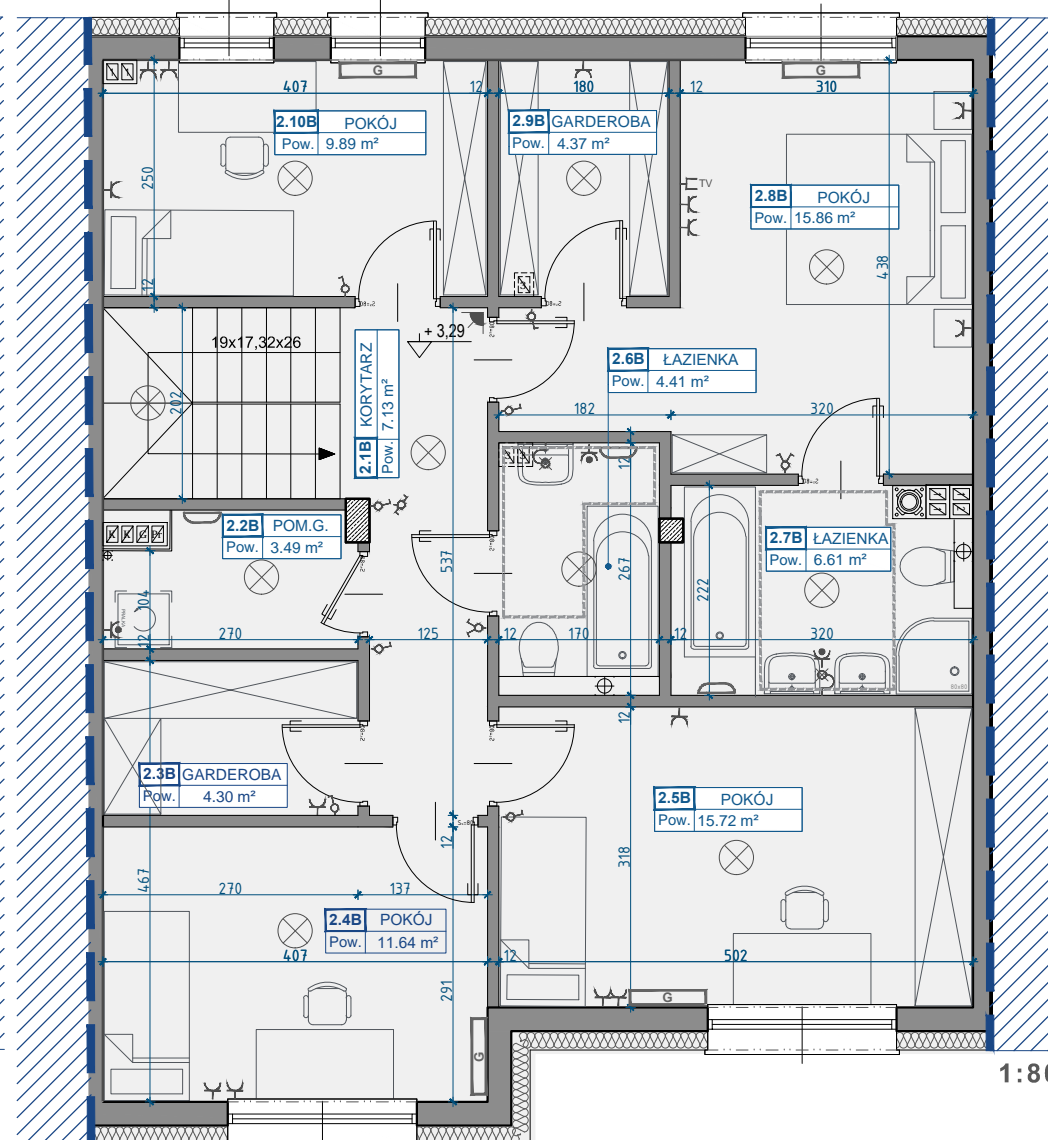 G
G
407
12
180
12
310
2.10B POKÓJ
Pow. 9.89 m²
2.9B GARDEROBA
Pow. 4.37 m²
TV
2.8B POKÓJ
Pow. 15.86 m²
250
12
438
19x17,32x26
+ 3,29
202
2.1B KORYTARZ
Pow. 7.13 m²
2.6B ŁAZIENKA
Pow. 4.41 m²
182
320
12
2.2B POM.G.
Pow. 3.49 m²
2.7B ŁAZIENKA
Pow. 6.61 m²
537
267
222
104
12
270
125
12
170
12
320
80x80
12
2.3B GARDEROBA
Pow. 4.30 m²
2.5B POKÓJ
Pow. 15.72 m²
12
318
467
270
137
2.4B POKÓJ
Pow. 11.64 m²
407
12
502
291
G
G
1:80